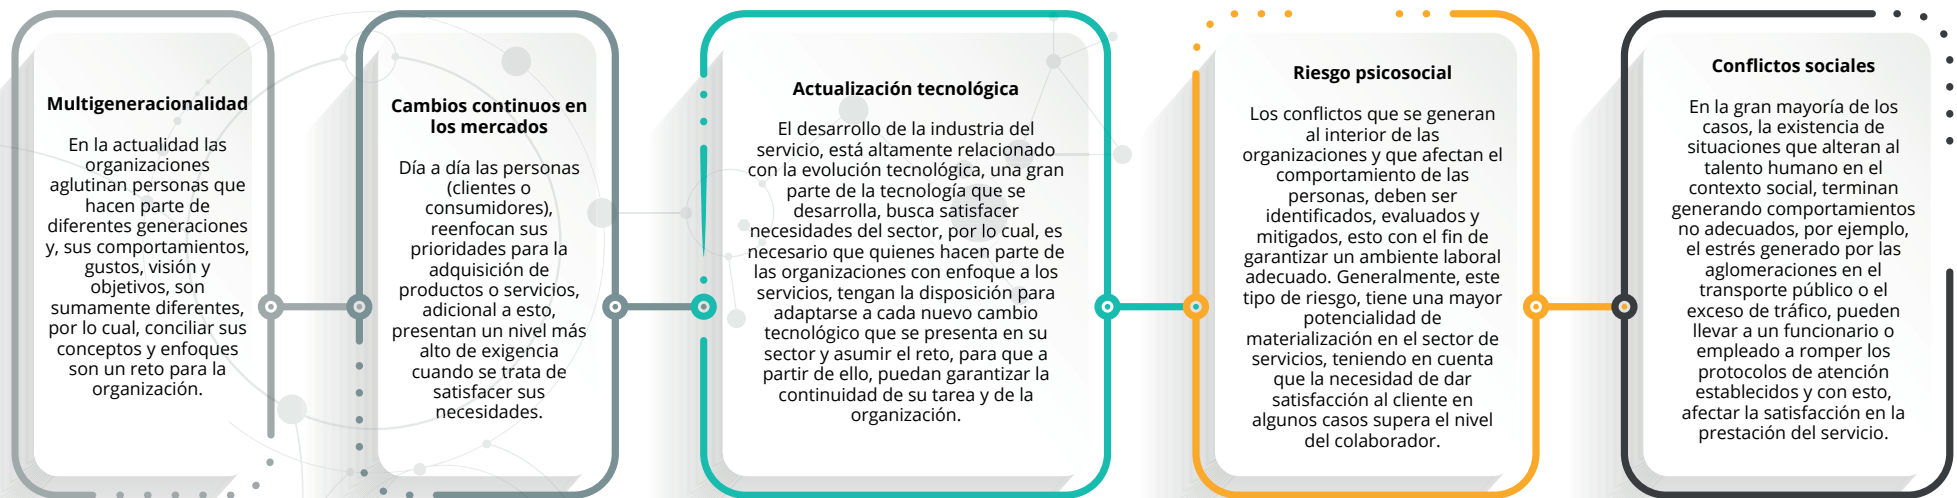 Multigeneracionalidad
En la actualidad las
organizaciones
aglutinan personas que
hacen parte de
diferentes generaciones
y, sus comportamientos,
gustos, visión y
objetivos, son
sumamente diferentes,
por lo cual, conciliar sus
conceptos y enfoques
son un reto para la
organización.
Cambios continuos en
los mercados
Día a día las personas
(clientes o
consumidores),
reenfocan sus
prioridades para la
adquisición de
productos o servicios,
adicional a esto,
presentan un nivel más
alto de exigencia
cuando se trata de
satisfacer sus
necesidades.
Actualización tecnológica
El desarrollo de la industria del
servicio, está altamente relacionado
con la evolución tecnológica, una gran
parte de la tecnología que se
desarrolla, busca satisfacer
necesidades del sector, por lo cual, es
necesario que quienes hacen parte de
las organizaciones con enfoque a los
servicios, tengan la disposición para
adaptarse a cada nuevo cambio
tecnológico que se presenta en su
sector y asumir el reto, para que a
partir de ello, puedan garantizar la
continuidad de su tarea y de la
organización.
Riesgo psicosocial
Los conflictos que se generan
al interior de las
organizaciones y que afectan el
comportamiento de las
personas, deben ser
identificados, evaluados y
mitigados, esto con el fin de
garantizar un ambiente laboral
adecuado. Generalmente, este
tipo de riesgo, tiene una mayor
potencialidad de
materialización en el sector de
servicios, teniendo en cuenta
que la necesidad de dar
satisfacción al cliente en
algunos casos supera el nivel
del colaborador.
Conflictos sociales
En la gran mayoría de los
casos, la existencia de
situaciones que alteran al
talento humano en el
contexto social, terminan
generando comportamientos
no adecuados, por ejemplo,
el estrés generado por las
aglomeraciones en el
transporte público o el
exceso de tráfico, pueden
llevar a un funcionario o
empleado a romper los
protocolos de atención
establecidos y con esto,
afectar la satisfacción en la
prestación del servicio.